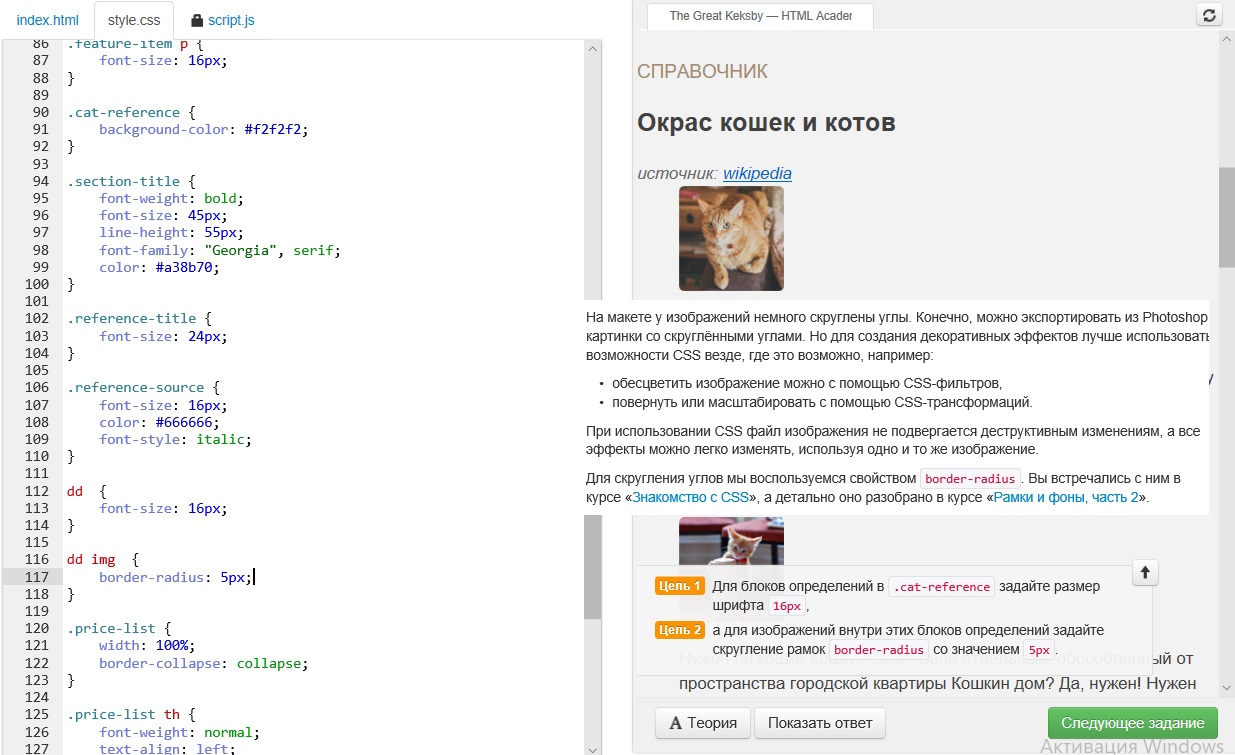 index.html
style.css
script.js
86 .feature-item p {
87     font-size: 16px;
88 }
89
90 .cat-reference {
91     background-color: #f2f2f2;
92 }
93
94 .section-title {
95     font-weight: bold;
96     font-size: 45px;
97     line-height: 55px;
98     font-family: "Georgia", serif;
99     color: #a38b70;
100 }
101
102 .reference-title {
103     font-size: 24px;
104 }
105
106 .reference-source {
107     font-size: 16px;
108     color: #666666;
109     font-style: italic;
110 }
111
112 dd  {
113     font-size: 16px;
114 }
115
116 dd img  {
117     border-radius: 5px;
118 }
119
120 .price-list {
121     width: 100%;
122     border-collapse: collapse;
123 }
124
125 .price-list th {
126     font-weight: normal;
127     text-align: left;
The Great Keksby — HTML Acader
СПРАВОЧНИК
Окрас кошек и котов
источник: wikipedia
На макете у изображений немного скруглены углы. Конечно, можно экспортировать из Photoshop
картинки со скруглёнными углами. Но для создания декоративных эффектов лучше использовать
возможности CSS везде, где это возможно, например:
• обесцветить изображение можно с помощью CSS-фильтров,
• повернуть или масштабировать с помощью CSS-трансформаций.
При использовании CSS файл изображения не подвергается деструктивным изменениям, а все
эффекты можно легко изменять, используя одно и то же изображение.
Для скругления углов мы воспользуемся свойством border-radius. Вы встречались с ним в
курсе «Знакомство с CSS», а детально оно разобрано в курсе «Рамки и фоны, часть 2».
Цель 1 Для блоков определений в .cat-reference задайте размер
шрифта 16px,
Цель 2 а для изображений внутри этих блоков определений задайте
скругление рамок border-radius со значением 5px.
Нужен ли кошке Кошкин дом? Свой отдельный, обособленный от
пространства городской квартиры Кошкин дом? Да, нужен! Нужен
A Теория
Показать ответ
Следующее задание
Активация Windows